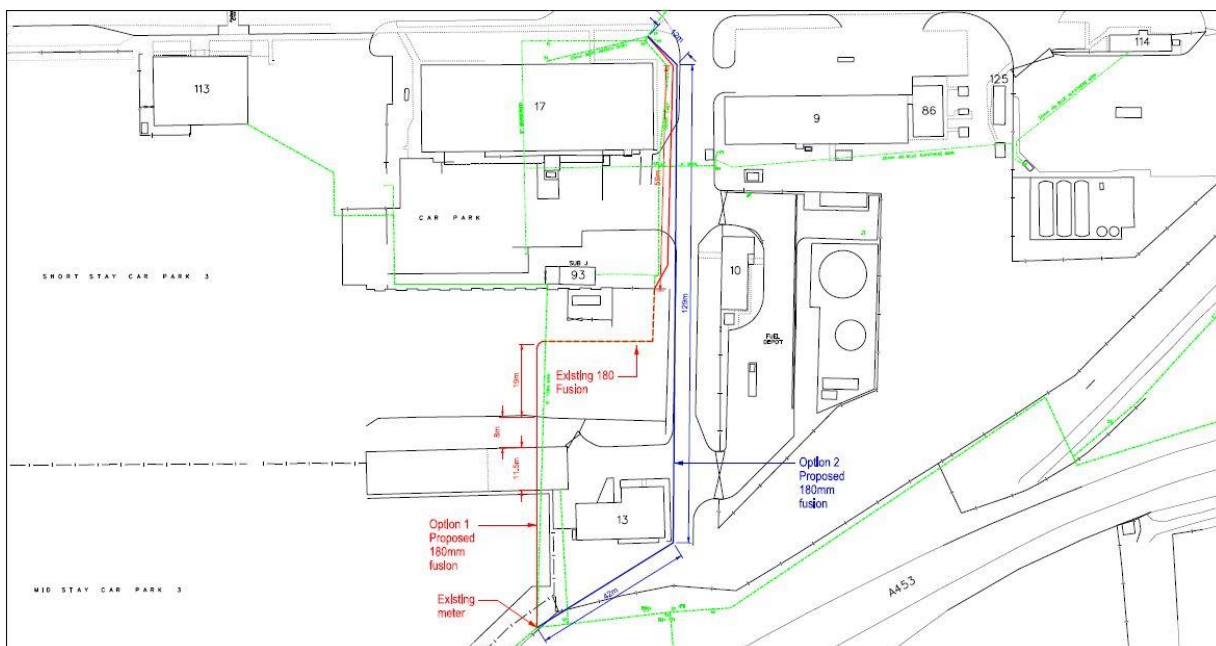 12m
114
113
17
125
86
9
59m
CAR PARK
SHORT STAY CAR PARK 3
SUB J
93
10
129m
FUEL
DEPOT
19m
Existing 180
Fusion
8m
11.5m
Option 2
Proposed
180mm
fusion
13
Option 1
Proposed
180mm
fusion
MID STAY CAR PARK 3
A453
42m
Existing
meter